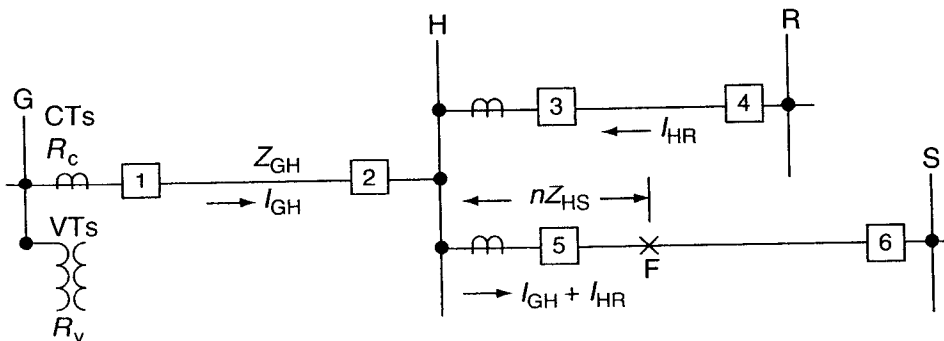 H
R
G
CTs
R_c
3
4
I_HR
Z_GH
1
2
I_GH
S
nZ_HS
VTs
5
F
6
I_GH + I_HR
R_v